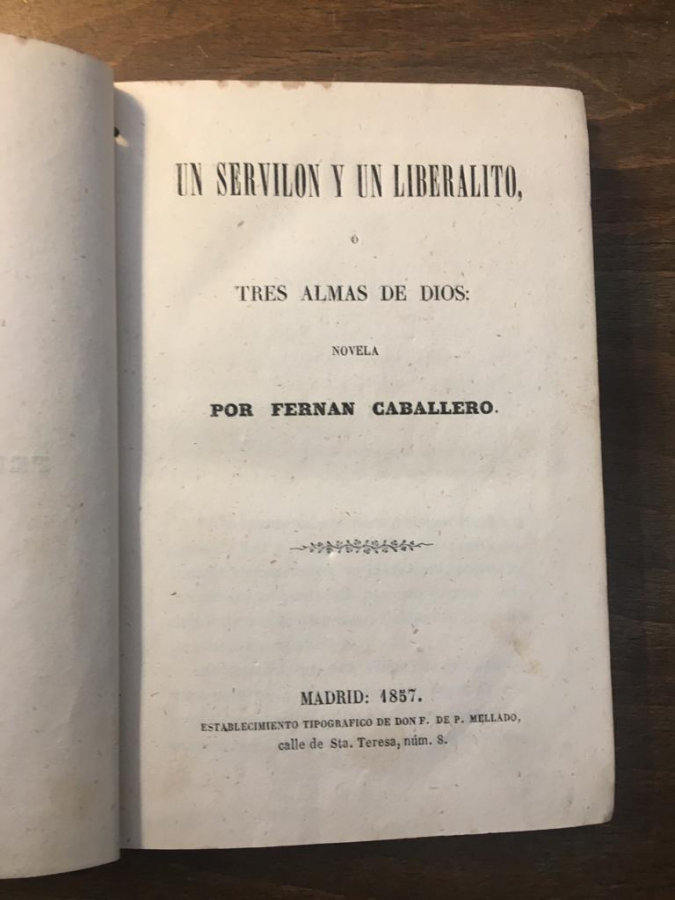 UN SERVILON Y UN LIBERALITO,
Ó
TRES ALMAS DE DIOS:
NOVELA
POR FERNAN CABALLERO.
MADRID: 1857.
ESTABLECIMIENTO TIPOGRAFICO DE DON F. DE P. MELLADO,
calle de Sta. Teresa, núm. 8.